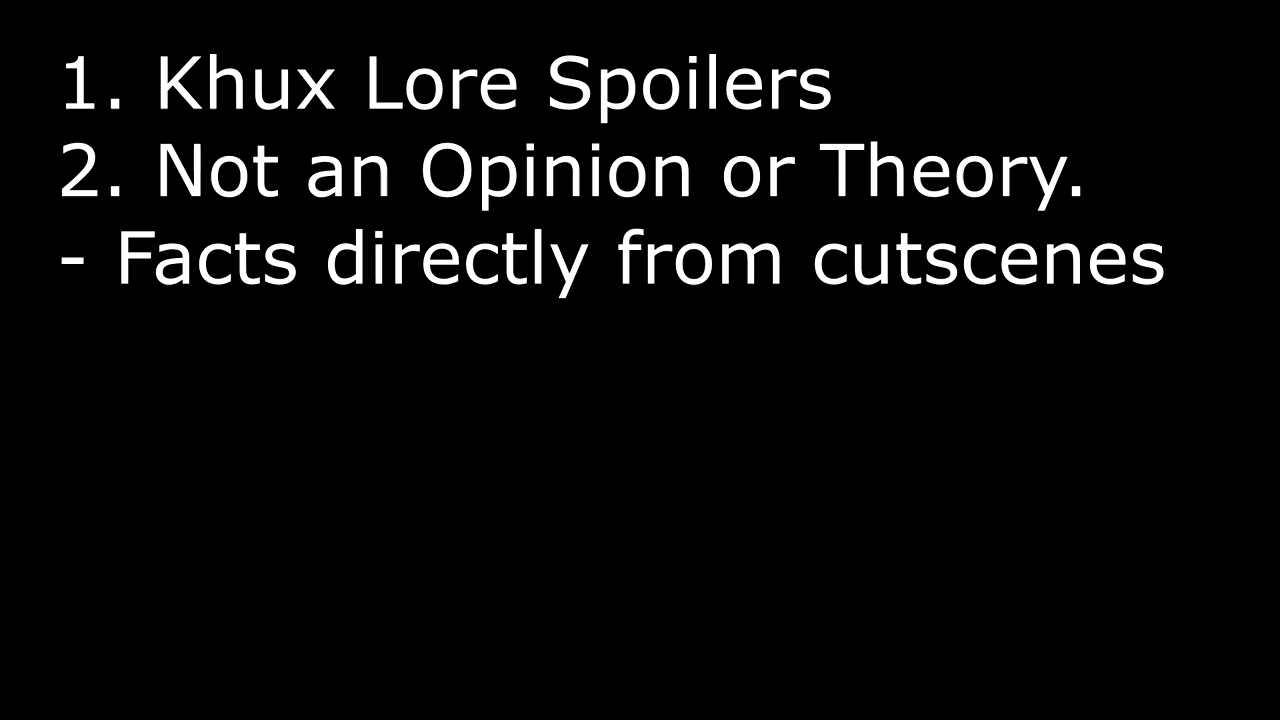 1. Khux Lore Spoilers
2. Not an Opinion or Theory.
- Facts directly from cutscenes